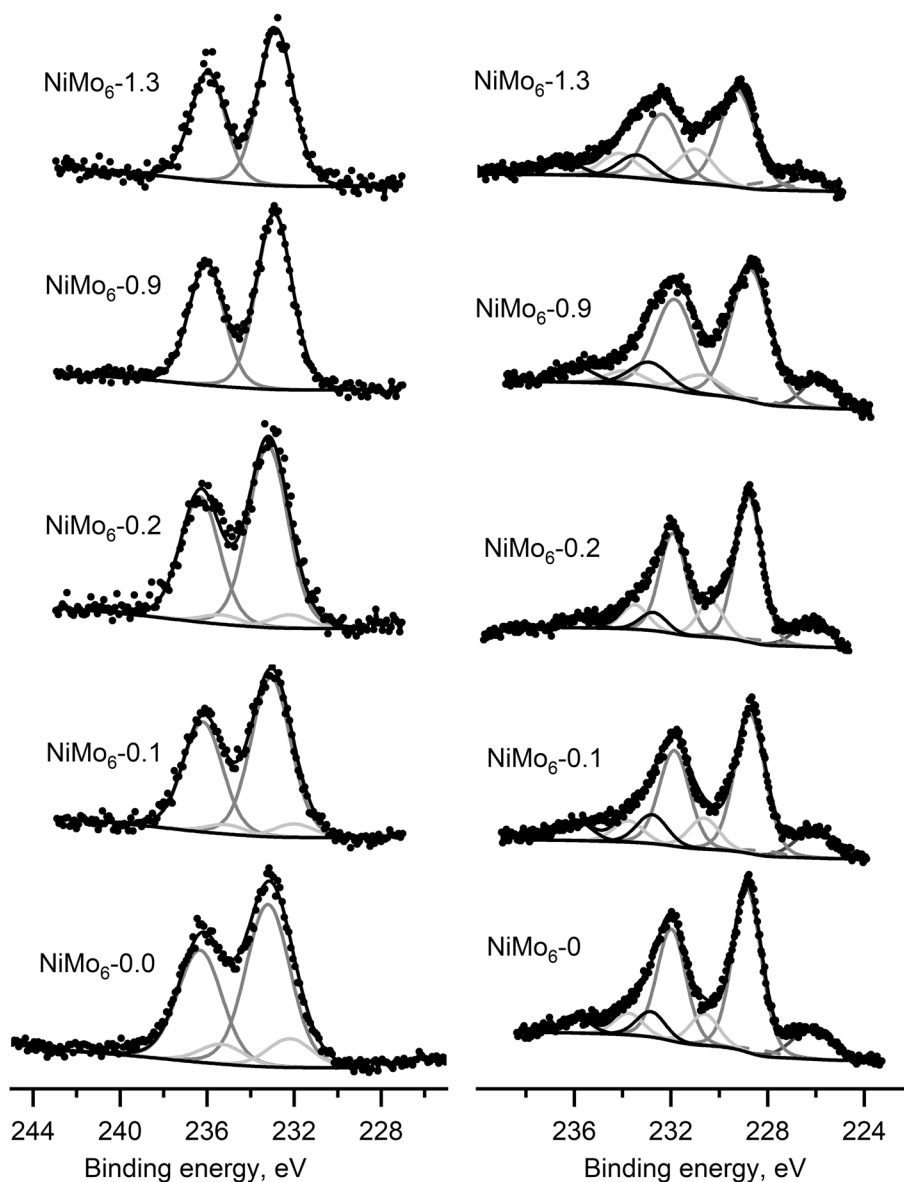 NiMo₆-1.3
NiMo₆-0.9
NiMo₆-0.2
NiMo₆-0.1
NiMo₆-0.0
244 240 236 232 228
Binding energy, eV
NiMo₆-1.3
NiMo₆-0.9
NiMo₆-0.2
NiMo₆-0.1
NiMo₆-0
236 232 228 224
Binding energy, eV